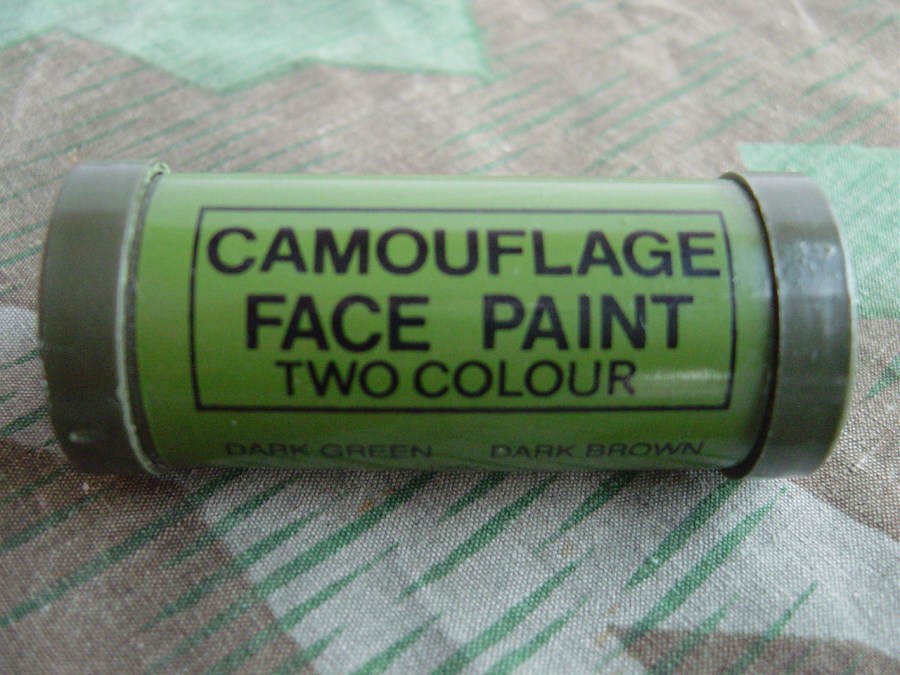 CAMOUFLAGE
FACE PAINT
TWO COLOUR
DARK GREEN DARK BROWN